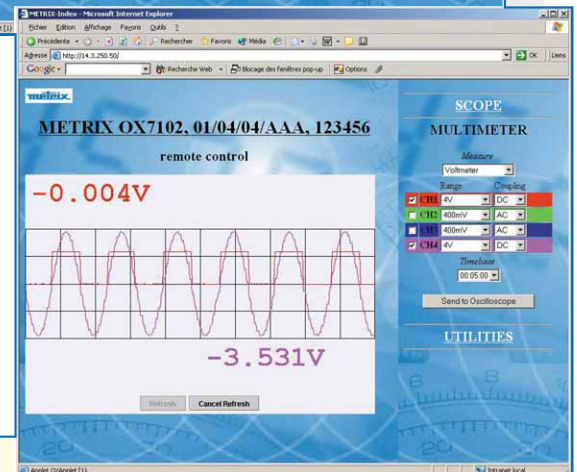 METRIX-Index - Microsoft Internet Explorer
Fichier Edition Affichage Favoris Outils ?
Précédente Rechercher Favoris Média
Adresse http://14.3.250.50/ OK Liens
Google Recherche Web Blocage des fenêtres pop-up Options
metrix
METRIX OX7102, 01/04/04/AAA, 123456
remote control
-0.004V
-3.531V
Refresh Cancel Refresh
SCOPE
MULTIMETER
Measure
Voltmeter
Range Coupling
CH1 4V DC
CH2 400mV AC
CH3 400mV AC
CH4 4V DC
Timebase
00:05:00
Send to Oscilloscope
UTILITIES
Applet OXApplet (1) Intranet local